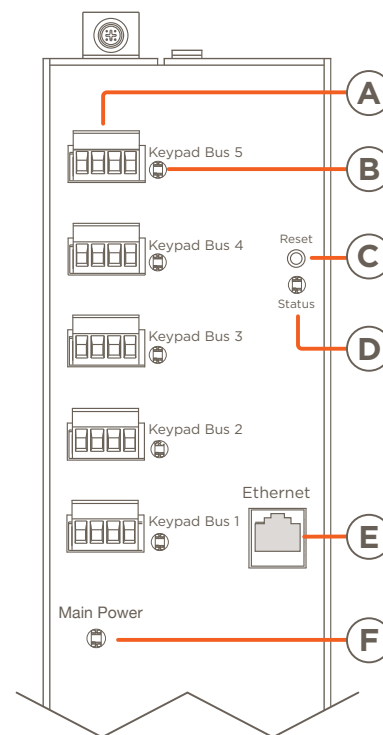 A
Keypad Bus 5
B
Keypad Bus 4
Reset
C
Status
Keypad Bus 3
D
Keypad Bus 2
Ethernet
Keypad Bus 1
E
Main Power
F